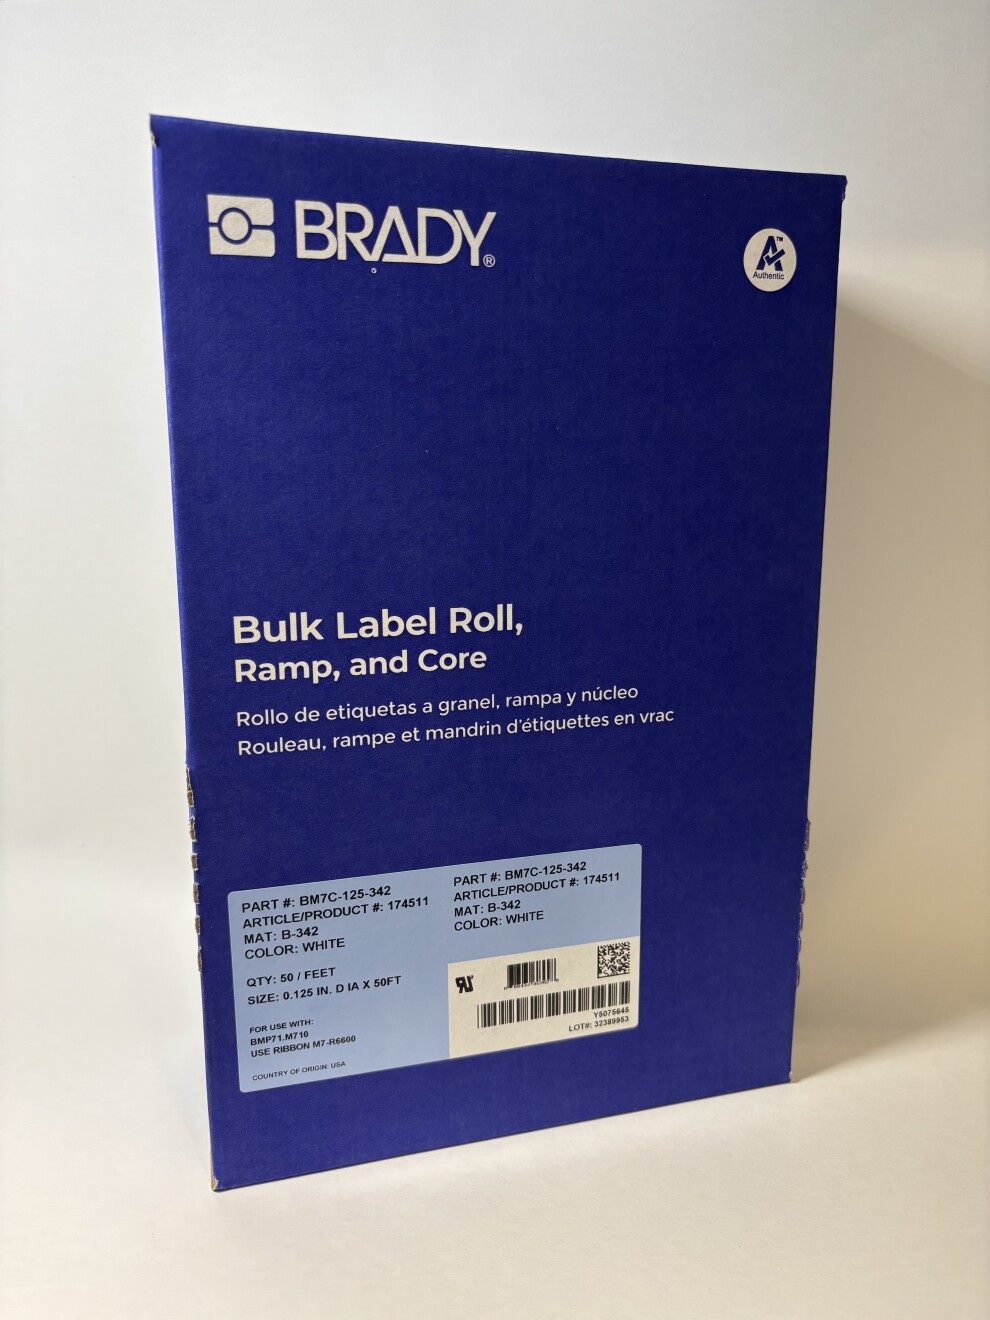 BRADY®
A™
Authentic
Bulk Label Roll,
Ramp, and Core
Rollo de etiquetas a granel, rampa y núcleo
Rouleau, rampe et mandrin d'étiquettes en vrac
PART #: BM7C-125-342
ARTICLE/PRODUCT #: 174511
MAT: B-342
COLOR: WHITE
QTY: 50 / FEET
SIZE: 0.125 IN. D IA X 50FT
FOR USE WITH:
BMP71.M710
USE RIBBON M7-R6600
COUNTRY OF ORIGIN: USA
PART #: BM7C-125-342
ARTICLE/PRODUCT #: 174511
MAT: B-342
COLOR: WHITE
Y5075645
LOT#: 32389953